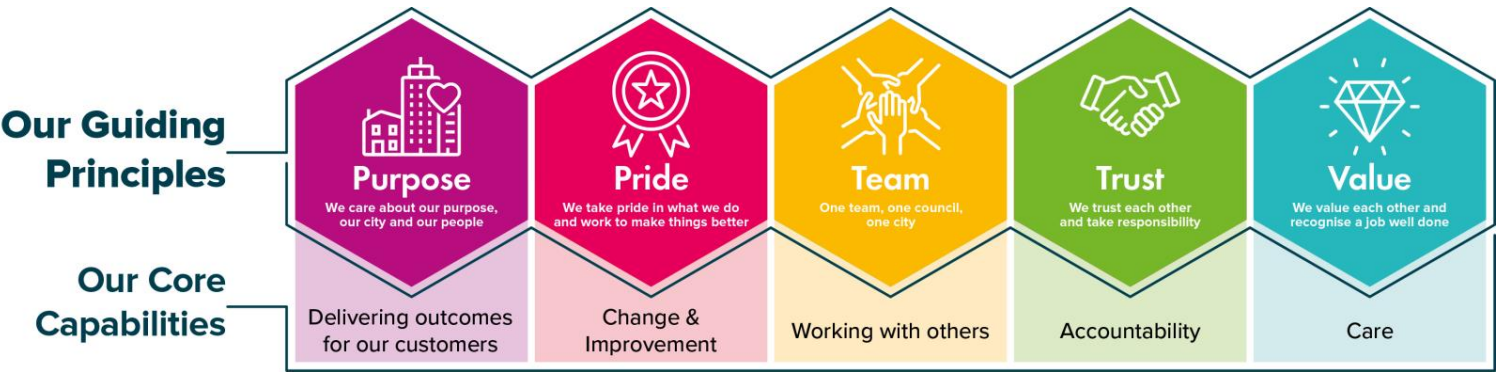 Our Guiding
Principles
Purpose
We care about our purpose,
our city and our people
Pride
We take pride in what we do
and work to make things better
Team
One team, one council,
one city
Trust
We trust each other
and take responsibility
Value
We value each other and
recognise a job well done
Our Core
Capabilities
Delivering outcomes
for our customers
Change &
Improvement
Working with others
Accountability
Care